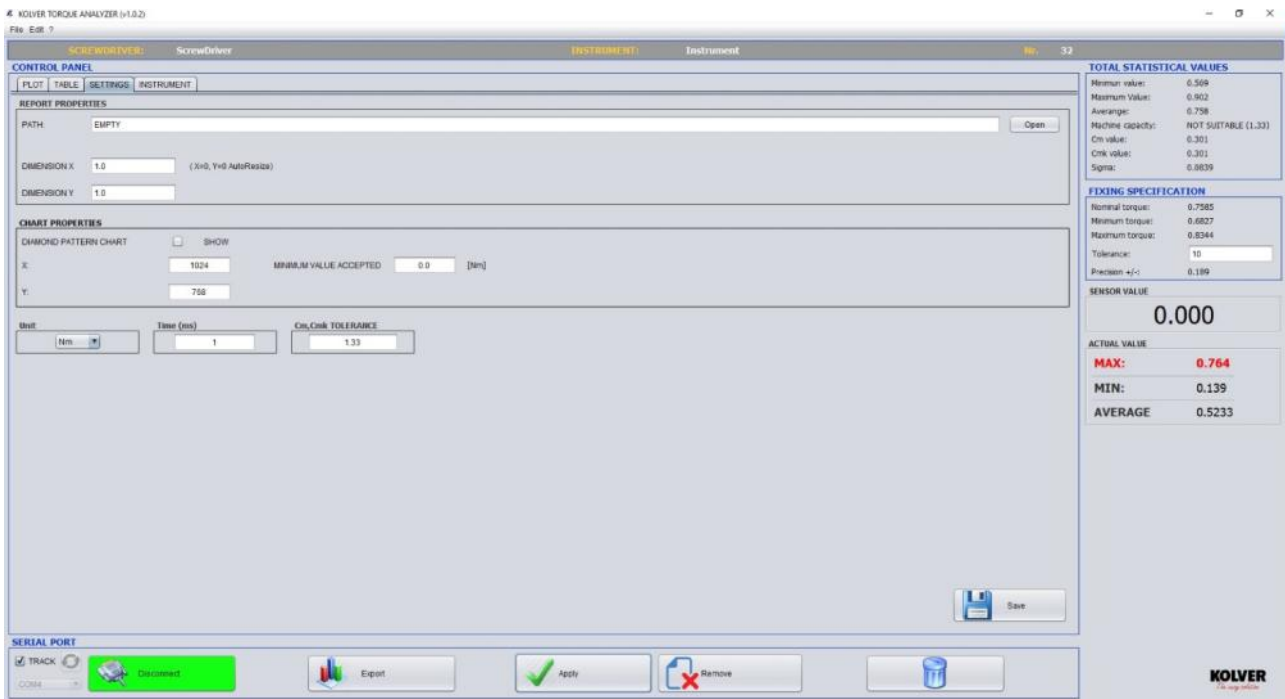 KOLVER TORQUE ANALYZER (v1.0.2)
File Edit ?
SCREWDRIVER: ScrewDriver INSTRUMENT: Instrument Nr. 32
CONTROL PANEL
PLOT TABLE SETTINGS INSTRUMENT
REPORT PROPERTIES
PATH: EMPTY Open
DIMENSION X 1.0 ( X=0, Y=0 AutoResize)
DIMENSION Y 1.0
CHART PROPERTIES
DIAMOND PATTERN CHART SHOW
X: 1024 MINIMUM VALUE ACCEPTED 0.0 [Nm]
Y: 768
Unit Time (ms) Cm,Cmk TOLERANCE
Nm 1 1.33
Save
SERIAL PORT
TRACK
COM4
Disconnect Export Apply Remove
TOTAL STATISTICAL VALUES
Minimun value: 0.569
Maximum Value: 0.902
Averange: 0.758
Machine capacity: NOT SUITABLE (1.33)
Cm value: 0.301
Cmk value: 0.301
Sigma: 0.0839
FIXING SPECIFICATION
Nominal torque: 0.7585
Minimum torque: 0.6827
Maximum torque: 0.8344
Tolerance: 10
Precision +/-: 0.189
SENSOR VALUE
0.000
ACTUAL VALUE
MAX: 0.764
MIN: 0.139
AVERAGE 0.5233
KOLVER